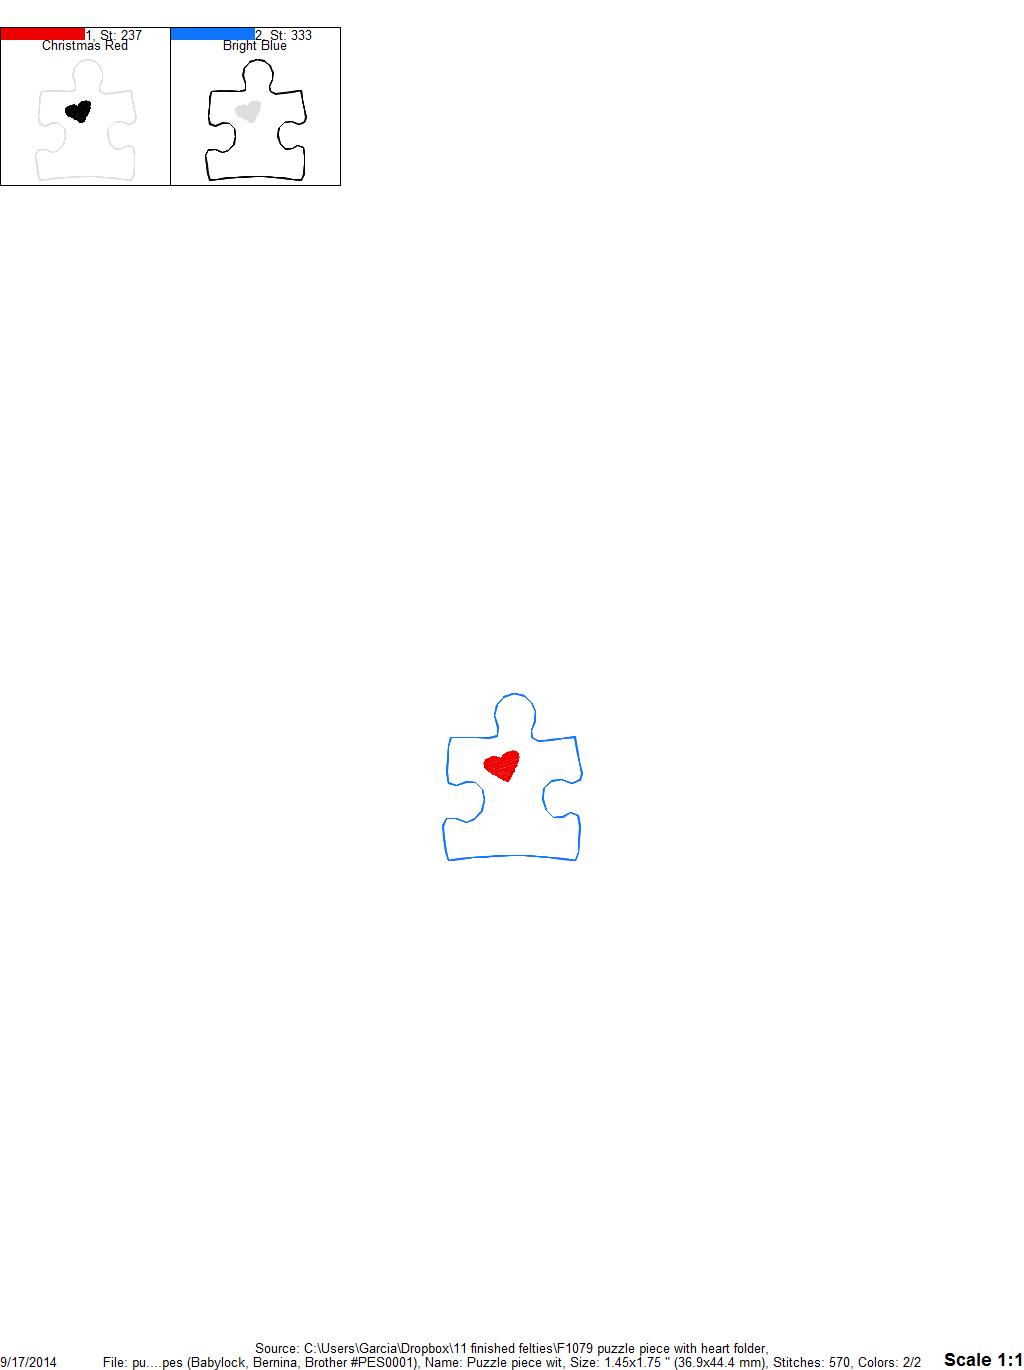 1, St: 237
Christmas Red
2, St: 333
Bright Blue
Source: C:\Users\Garcia\Dropbox\11 finished felties\F1079 puzzle piece with heart folder,
9/17/2014 File: pu....pes (Babylock, Bernina, Brother #PES0001), Name: Puzzle piece wit, Size: 1.45x1.75 " (36.9x44.4 mm), Stitches: 570, Colors: 2/2 Scale 1:1